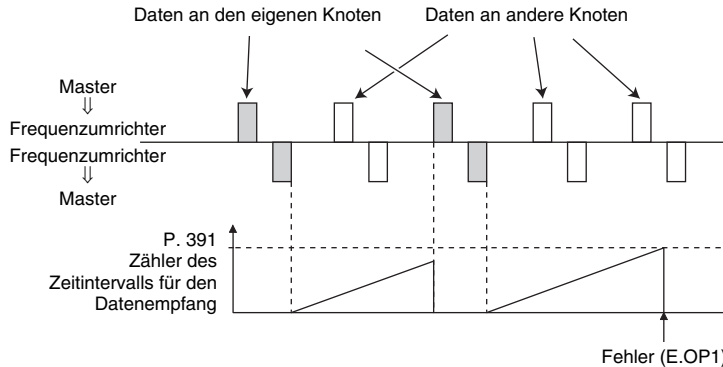 Daten an den eigenen Knoten
Daten an andere Knoten
Master
⇓
Frequenzumrichter
Frequenzumrichter
⇓
Master
P. 391
Zähler des
Zeitintervalls für den
Datenempfang
Fehler (E.OP1)